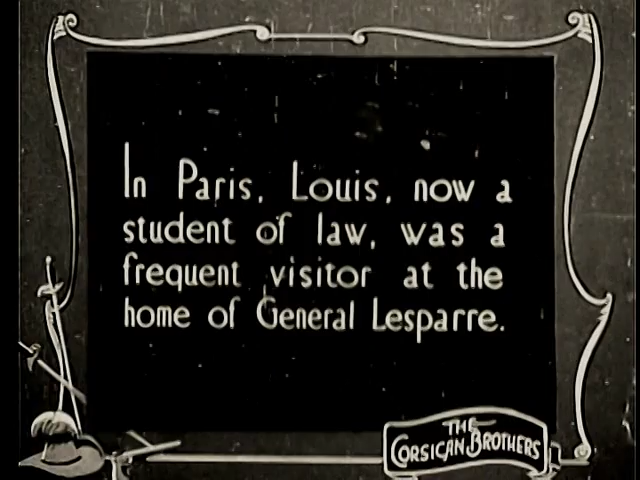 In Paris, Louis, now a
student of law, was a
frequent visitor at the
home of General Lesparre.
THE
CORSICAN BROTHERS